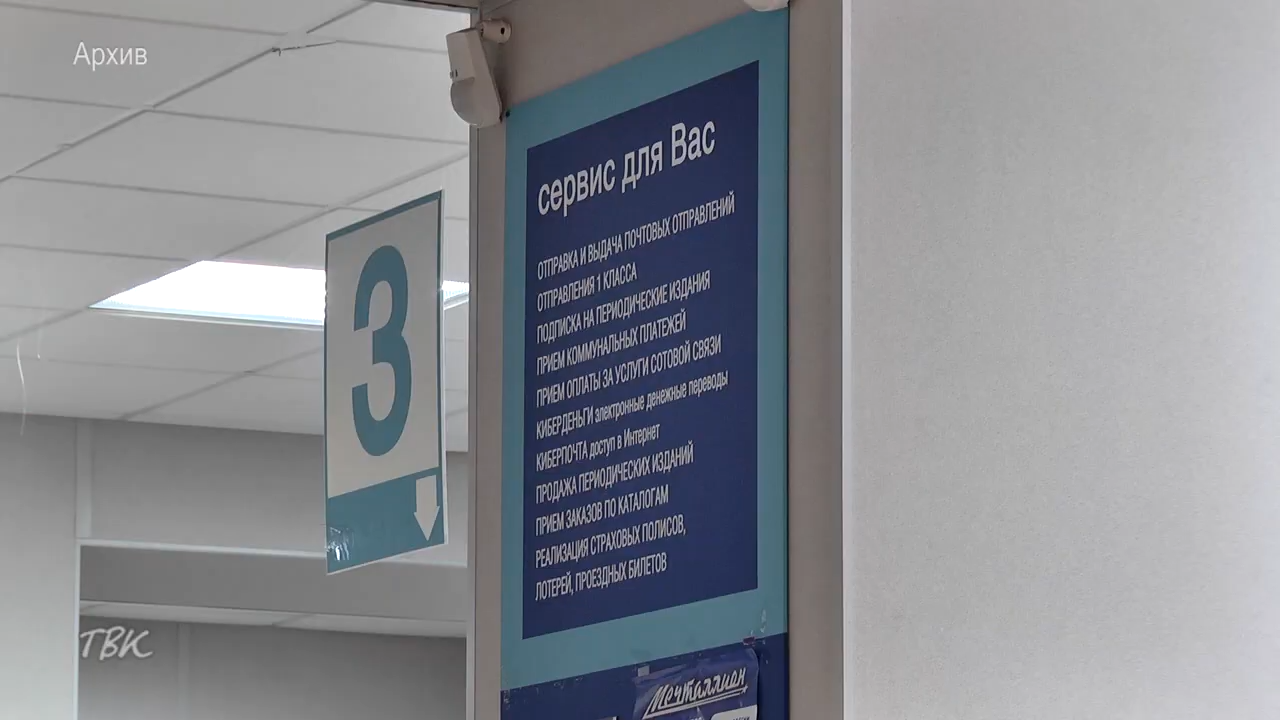 Архив
3
сервис для Вас
ОТПРАВКА И ВЫДАЧА ПОЧТОВЫХ ОТПРАВЛЕНИЙ
ОТПРАВЛЕНИЯ 1 КЛАССА
ПОДПИСКА НА ПЕРИОДИЧЕСКИЕ ИЗДАНИЯ
ПРИЕМ КОММУНАЛЬНЫХ ПЛАТЕЖЕЙ
ПРИЕМ ОПЛАТЫ ЗА УСЛУГИ СОТОВОЙ СВЯЗИ
КИБЕРДЕНЬГИ электронные денежные переводы
КИБЕРПОЧТА доступ в Интернет
ПРОДАЖА ПЕРИОДИЧЕСКИХ ИЗДАНИЙ
ПРИЕМ ЗАКАЗОВ ПО КАТАЛОГАМ
РЕАЛИЗАЦИЯ СТРАХОВЫХ ПОЛИСОВ,
ЛОТЕРЕЙ, ПРОЕЗДНЫХ БИЛЕТОВ
Мечталлион
ТВК